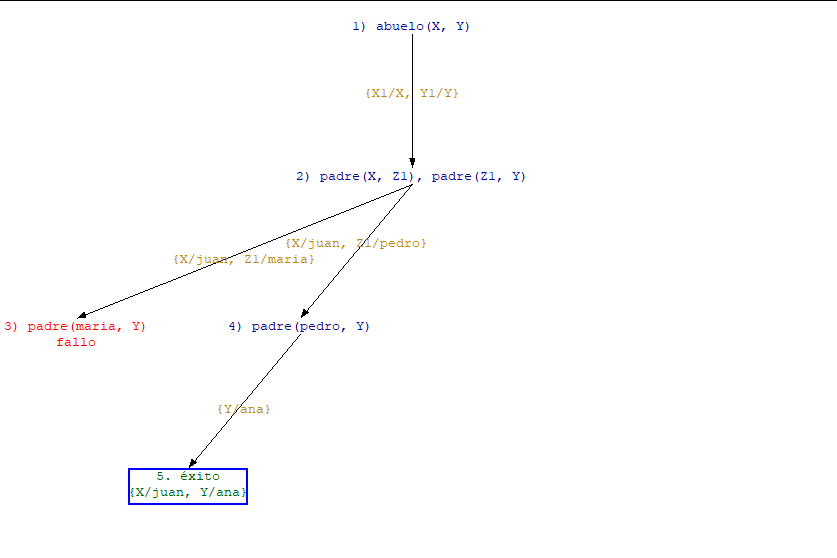 1) abuelo(X, Y)
{X1/X, Y1/Y}
2) padre(X, Z1), padre(Z1, Y)
{X/juan, Z1/pedro}
{X/juan, Z1/maria}
3) padre(maria, Y)
fallo
4) padre(pedro, Y)
{Y/ana}
5. éxito
{X/juan, Y/ana}